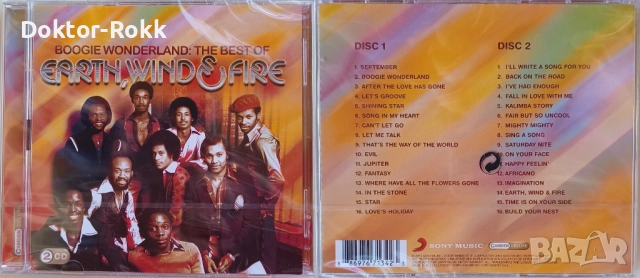 Doktor-Rokk
BOOGIE WONDERLAND: THE BEST OF
EARTH, WIND & FIRE
2 CD
DISC 1
1. SEPTEMBER
2. BOOGIE WONDERLAND
3. AFTER THE LOVE HAS GONE
4. LET'S GROOVE
5. SHINING STAR
6. SONG IN MY HEART
7. CAN'T LET GO
8. LET ME TALK
9. THAT'S THE WAY OF THE WORLD
10. EVIL
11. JUPITER
12. FANTASY
13. WHERE HAVE ALL THE FLOWERS GONE
14. IN THE STONE
15. STAR
16. LOVE'S HOLIDAY
DISC 2
1. I'LL WRITE A SONG FOR YOU
2. BACK ON THE ROAD
3. I'VE HAD ENOUGH
4. FALL IN LOVE WITH ME
5. KALIMBA STORY
6. FAIR BUT SO UNCOOL
7. MIGHTY MIGHTY
8. SING A SONG
9. SATURDAY NITE
10. ON YOUR FACE
HAPPY FEELIN'
12. AFRICANO
13. IMAGINATION
14. EARTH, WIND & FIRE
15. TIME IS ON YOUR SIDE
16. BUILD YOUR NEST
SONY MUSIC
bazar